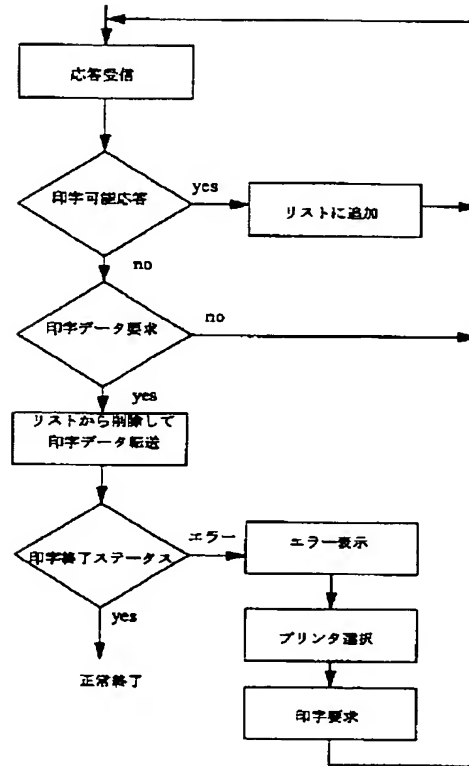 応答受信
印字可能応答
yes
リストに追加
no
印字データ要求
no
yes
リストから削除して
印字データ転送
印字終了ステータス
エラー
エラー表示
yes
プリンタ選択
正常終了
印字要求